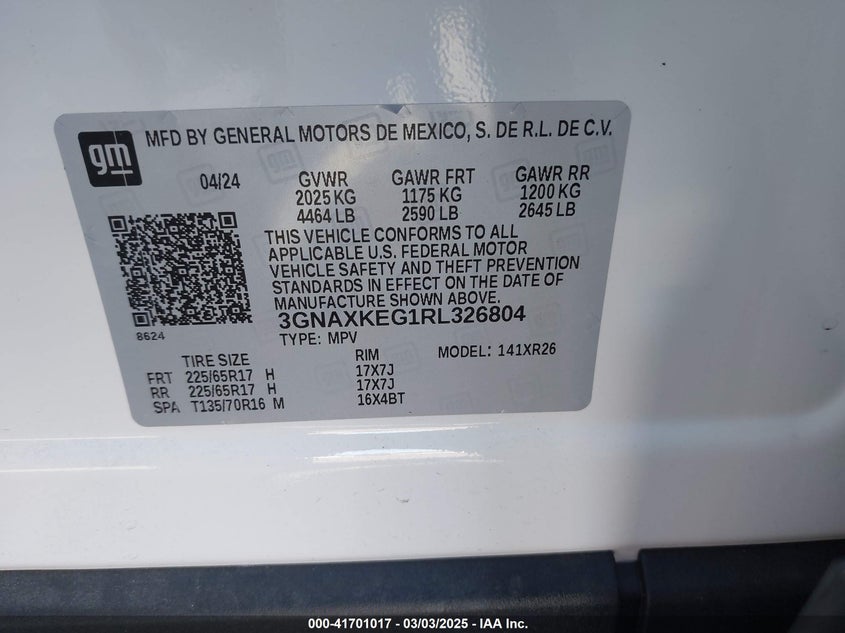 gm
MFD BY GENERAL MOTORS DE MEXICO, S. DE R.L. DE C.V.
04/24 GVWR GAWR FRT GAWR RR
2025 KG 1175 KG 1200 KG
4464 LB 2590 LB 2645 LB
THIS VEHICLE CONFORMS TO ALL
APPLICABLE U.S. FEDERAL MOTOR
VEHICLE SAFETY AND THEFT PREVENTION
STANDARDS IN EFFECT ON THE DATE OF
MANUFACTURE SHOWN ABOVE.
3GNAXKEG1RL326804
8624
TYPE: MPV MODEL: 141XR26
TIRE SIZE RIM
FRT 225/65R17 H 17X7J
RR 225/65R17 H 17X7J
SPA T135/70R16 M 16X4BT
000-41701017 - 03/03/2025 - IAA Inc.